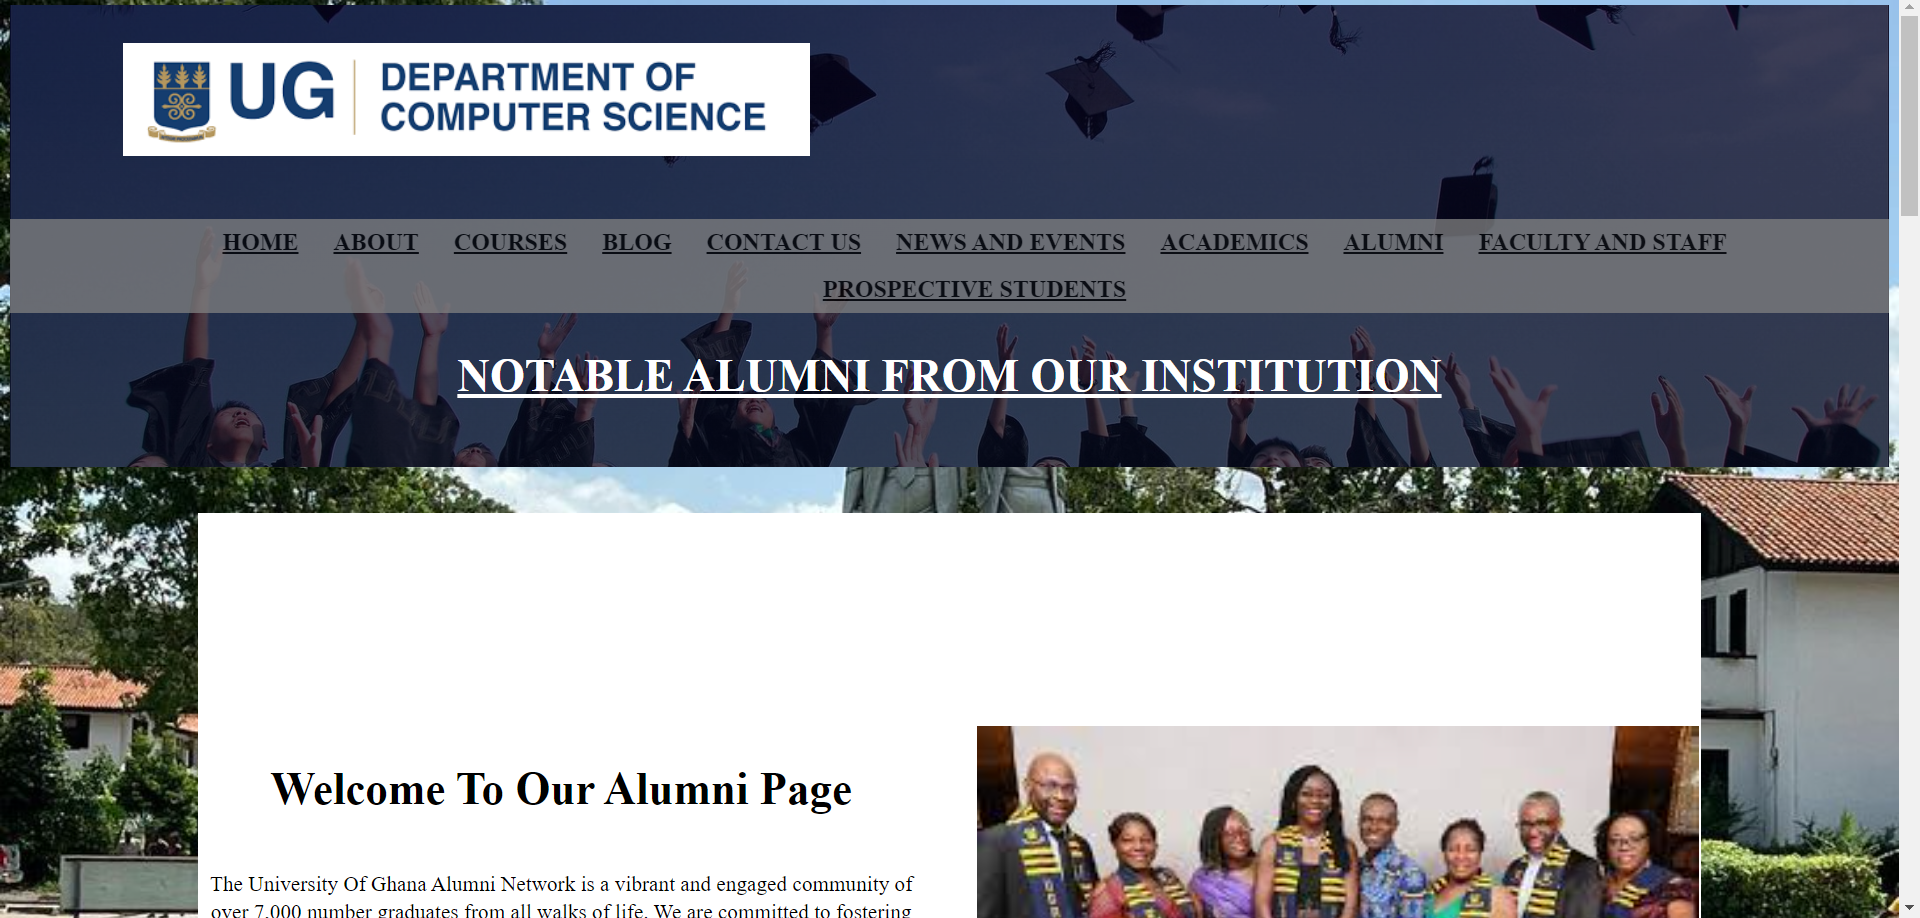 UG
DEPARTMENT OF
COMPUTER SCIENCE
HOME ABOUT COURSES BLOG CONTACT US NEWS AND EVENTS ACADEMICS ALUMNI FACULTY AND STAFF
PROSPECTIVE STUDENTS
NOTABLE ALUMNI FROM OUR INSTITUTION
Welcome To Our Alumni Page
The University Of Ghana Alumni Network is a vibrant and engaged community of
over 7,000 number graduates from all walks of life. We are committed to fostering